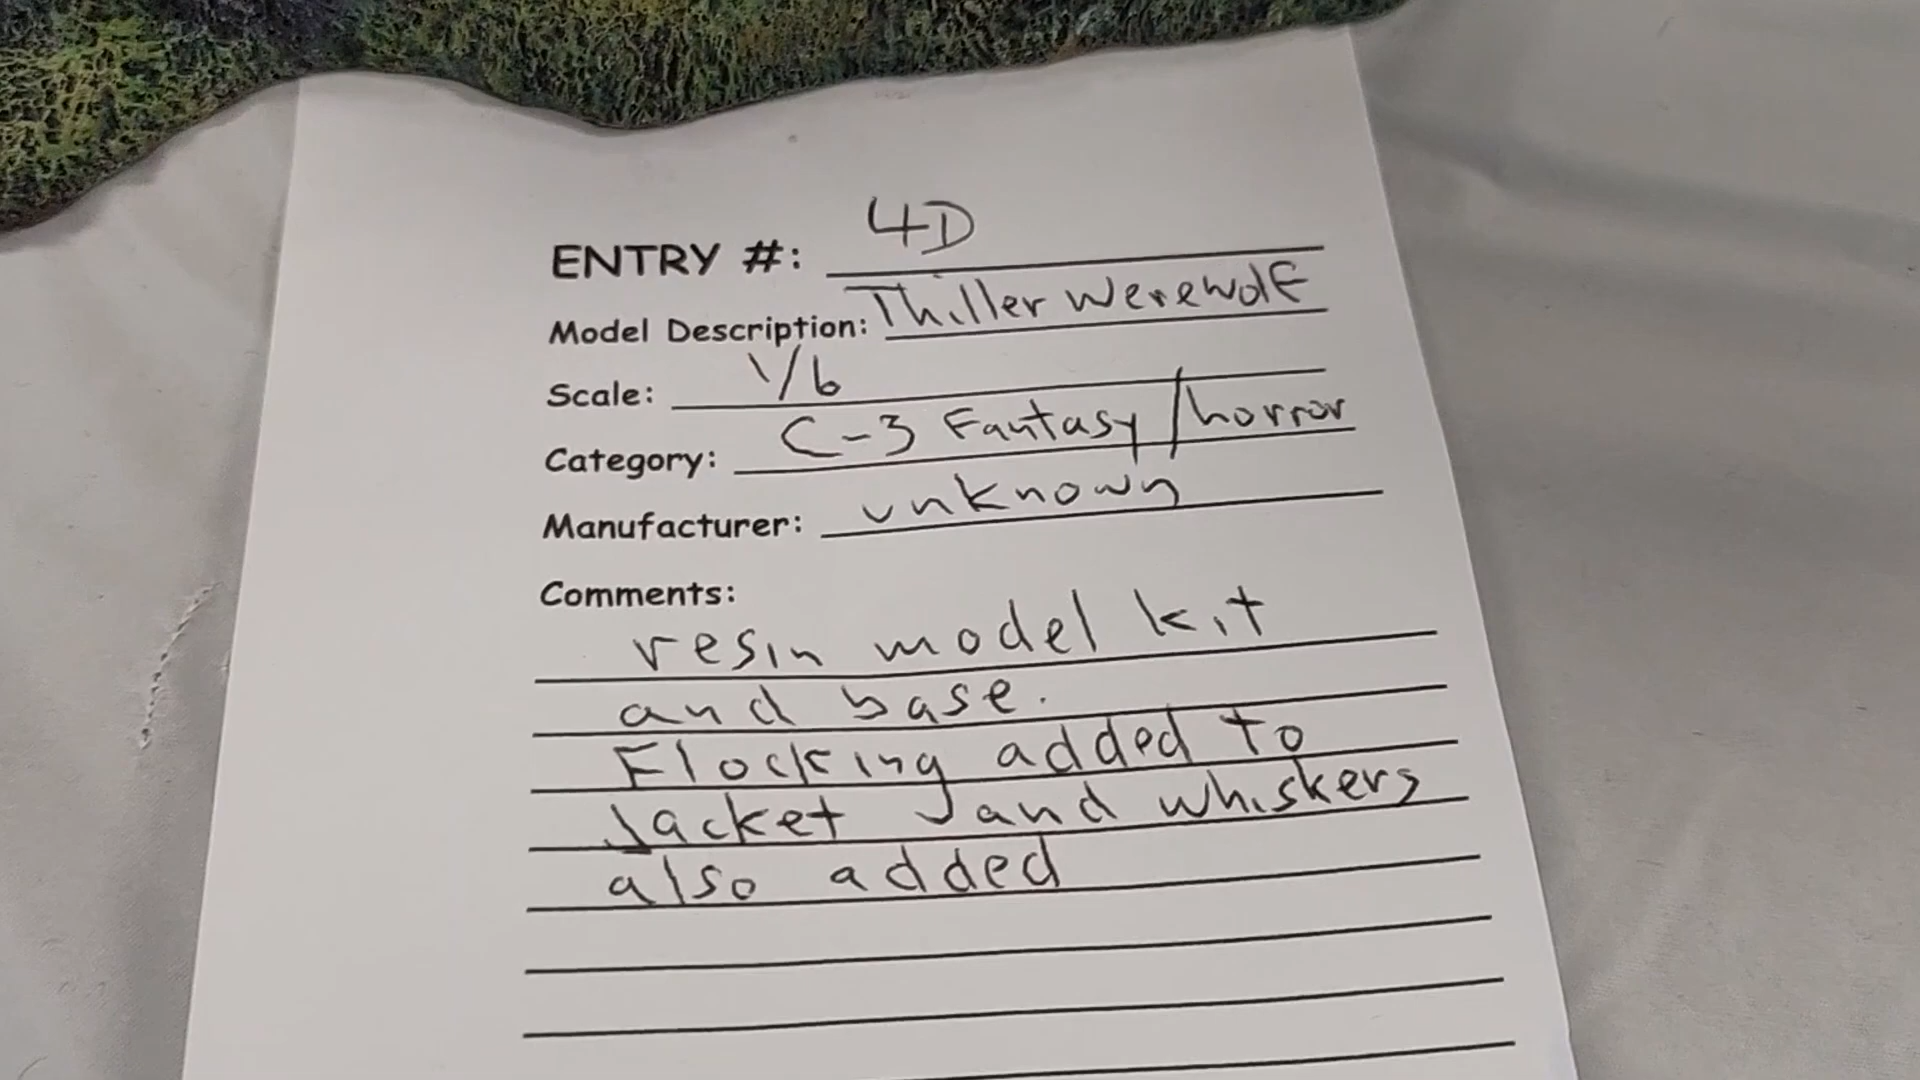 ENTRY #: 4D
Model Description: Thiller Werewolf
Scale: 1/6
Category: C-3 Fantasy/horror
Manufacturer: unknown
Comments:
resin model kit
and base.
Flocking added to
Jacket and whiskers
also added